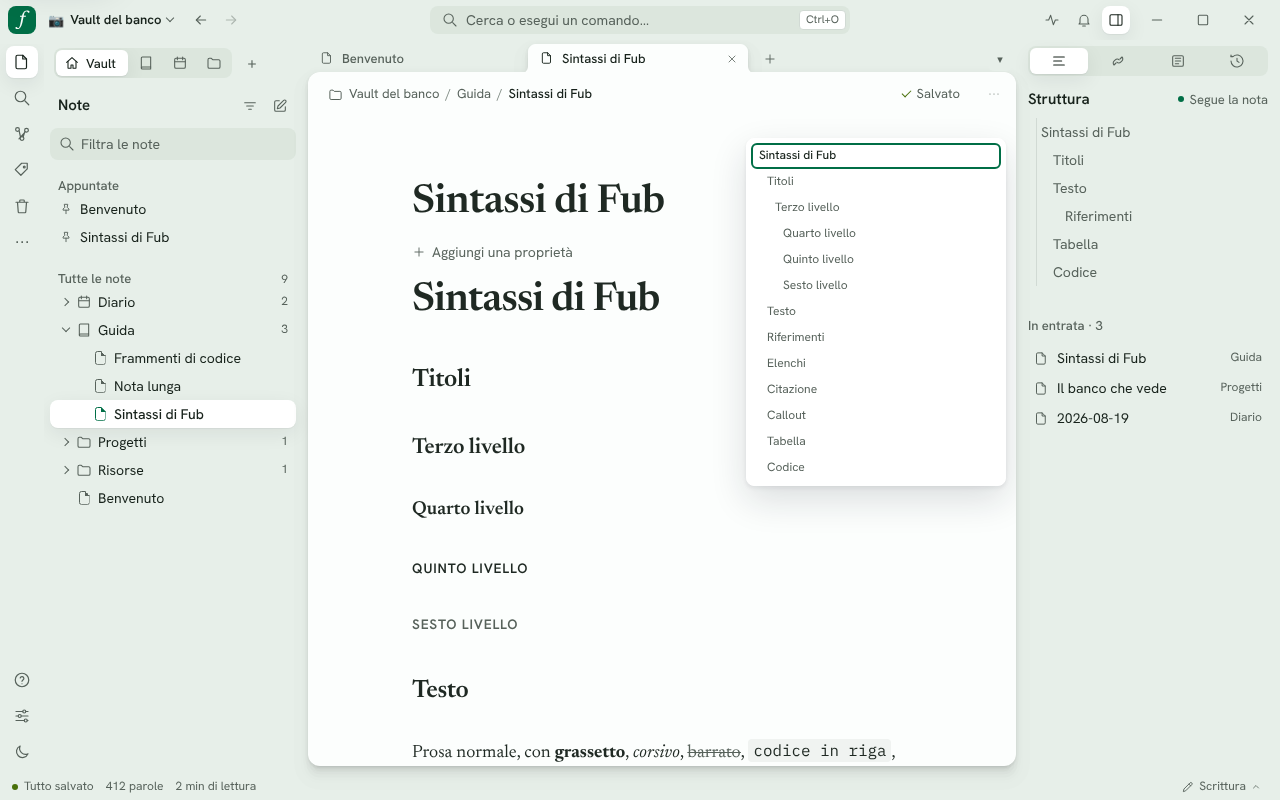 f
Vault del banco
Cerca o esegui un comando…
Ctrl+O
Vault
Benvenuto
Sintassi di Fub
Note
Filtra le note
Appuntate
Benvenuto
Sintassi di Fub
Tutte le note 9
Diario 2
Guida 3
Frammenti di codice
Nota lunga
Sintassi di Fub
Progetti 1
Risorse 1
Benvenuto
Vault del banco / Guida / Sintassi di Fub
Salvato
Sintassi di Fub
Aggiungi una proprietà
Sintassi di Fub
Titoli
Terzo livello
Quarto livello
QUINTO LIVELLO
SESTO LIVELLO
Testo
Prosa normale, con grassetto, corsivo, barrato, codice in riga,
Sintassi di Fub
Titoli
Terzo livello
Quarto livello
Quinto livello
Sesto livello
Testo
Riferimenti
Elenchi
Citazione
Callout
Tabella
Codice
Struttura
Segue la nota
Sintassi di Fub
Titoli
Testo
Riferimenti
Tabella
Codice
In entrata · 3
Sintassi di Fub Guida
Il banco che vede Progetti
2026-08-19 Diario
Tutto salvato 412 parole 2 min di lettura
Scrittura